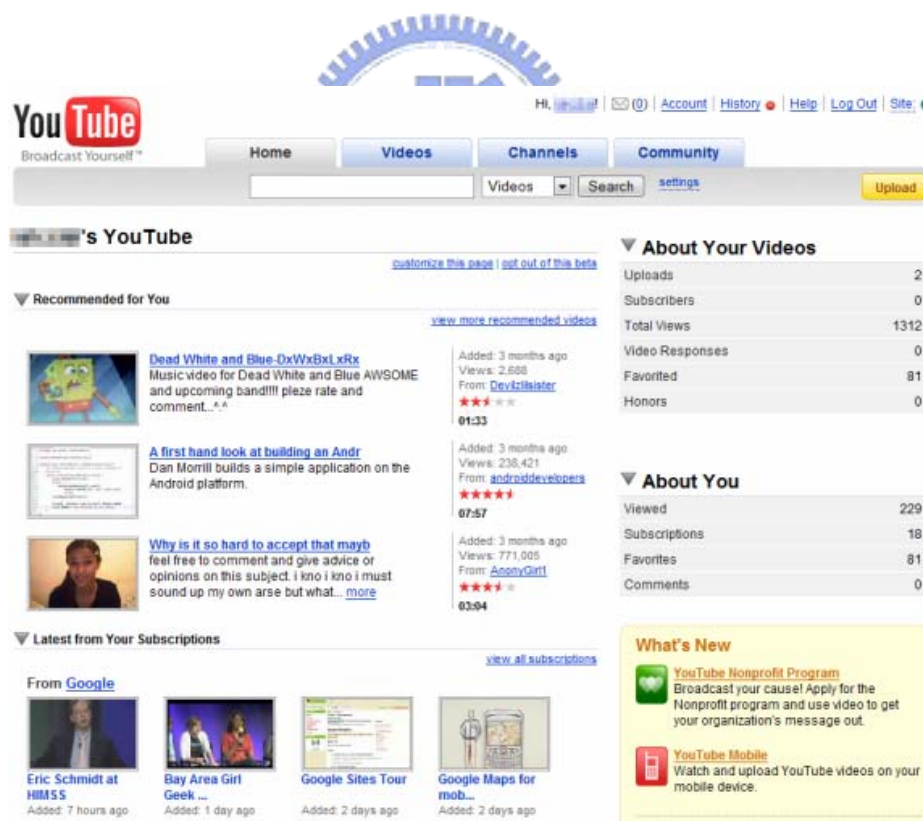 You Tube
Broadcast Yourself™
Hi, ! (0) Account History Help Log Out Site:
Home Videos Channels Community
Videos Search settings Upload
's YouTube
customize this page | opt out of this beta
Recommended for You
view more recommended videos
Dead White and Blue-DxWxBxLxRx
Music video for Dead White and Blue AWSOME
and upcoming band!!!! pleze rate and
comment...^.^
Added: 3 months ago
Views: 2,688
From: Devilzlilsister
01:33
A first hand look at building an Andr
Dan Morrill builds a simple application on the
Android platform.
Added: 3 months ago
Views: 238,421
From: androiddevelopers
07:57
Why is it so hard to accept that mayb
feel free to comment and give advice or
opinions on this subject. i kno i kno i must
sound up my own arse but what... more
Added: 3 months ago
Views: 771,005
From: AnonyGirl1
03:04
Latest from Your Subscriptions
view all subscriptions
From Google
Eric Schmidt at
HIMSS
Added: 7 hours ago
Bay Area Girl
Geek ...
Added: 1 day ago
Google Sites Tour
Added: 2 days ago
Google Maps for
mob...
Added: 2 days ago
About Your Videos
Uploads 2
Subscribers 0
Total Views 1312
Video Responses 0
Favorited 81
Honors 0
About You
Viewed 229
Subscriptions 18
Favorites 81
Comments 0
What's New
YouTube Nonprofit Program
Broadcast your cause! Apply for the
Nonprofit program and use video to get
your organization's message out.
YouTube Mobile
Watch and upload YouTube videos on your
mobile device.